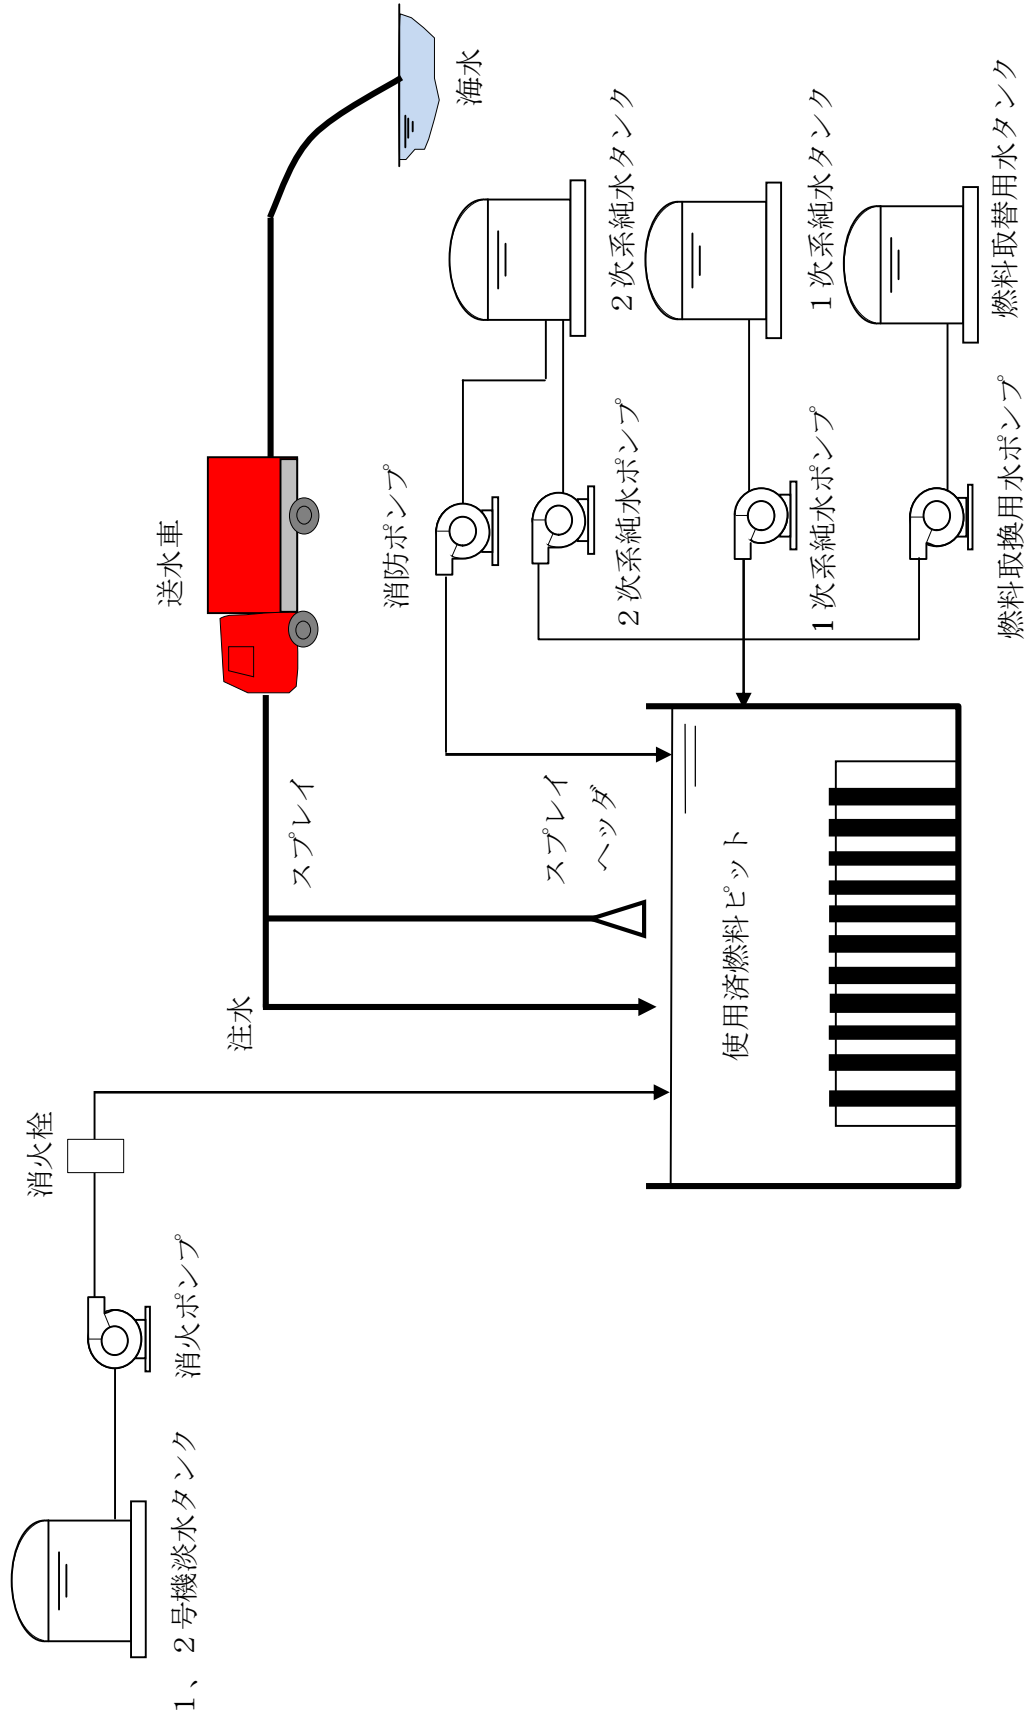 1、2号機淡水タンク
消火ポンプ
消火栓
注水
スプレイ
送水車
海水
スプレイ
ヘッダ
使用済燃料ピット
消防ポンプ
2次系純水タンク
2次系純水ポンプ
1次系純水タンク
1次系純水ポンプ
燃料取替用水タンク
燃料取換用水ポンプ